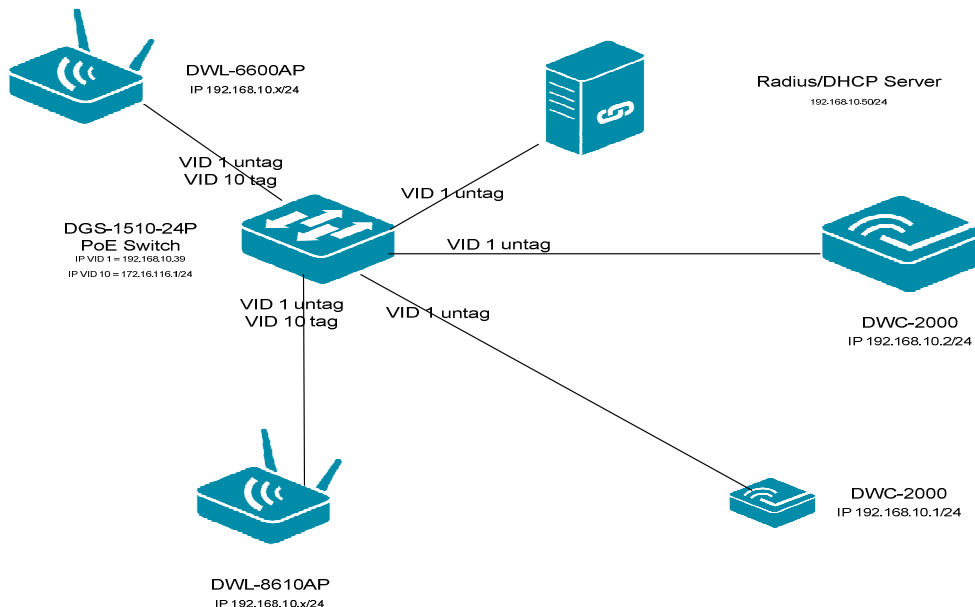 DWL-6600AP
IP 192.168.10.x/24
Radius/DHCP Server
192.168.10.50/24
VID 1 untag
VID 10 tag
VID 1 untag
DGS-1510-24P
PoE Switch
IP VID 1 = 192.168.10.39
IP VID 10 = 172.16.116.1/24
VID 1 untag
VID 1 untag
VID 10 tag
VID 1 untag
DWC-2000
IP 192.168.10.2/24
DWC-2000
IP 192.168.10.1/24
DWL-8610AP
IP 192.168.10.x/24